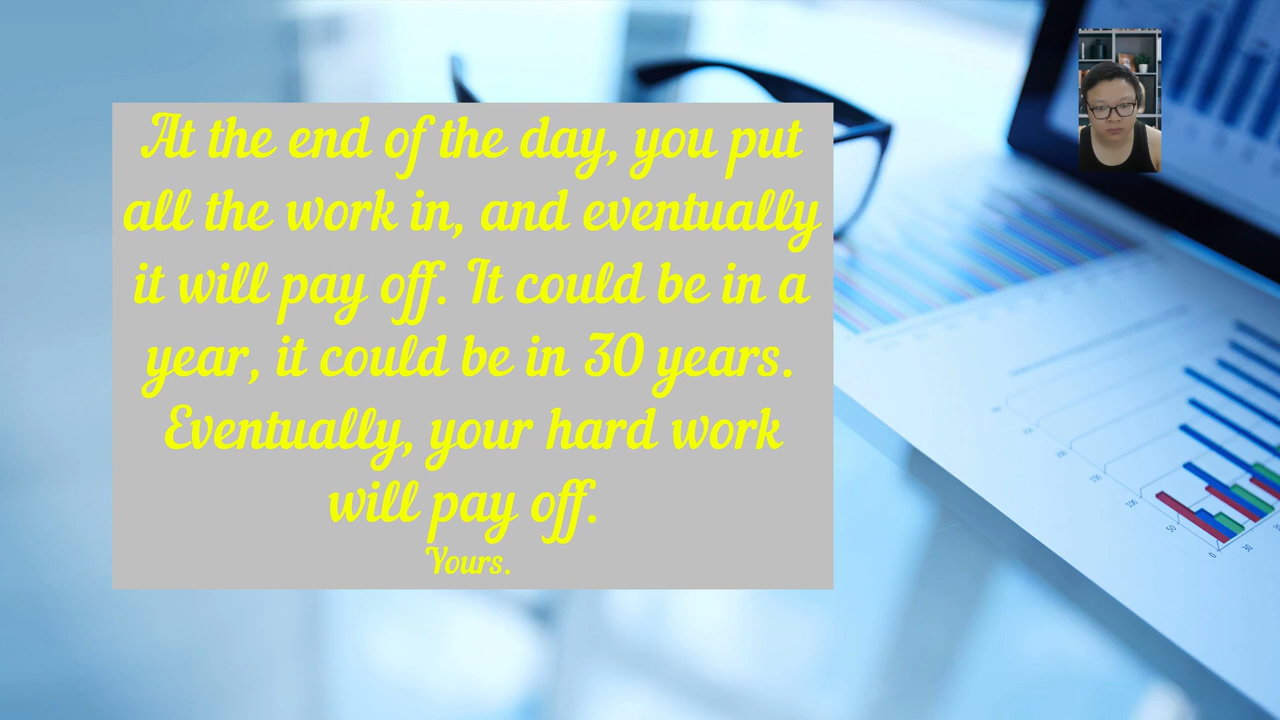 At the end of the day, you put
all the work in, and eventually
it will pay off. It could be in a
year, it could be in 30 years.
Eventually, your hard work
will pay off.
Yours.